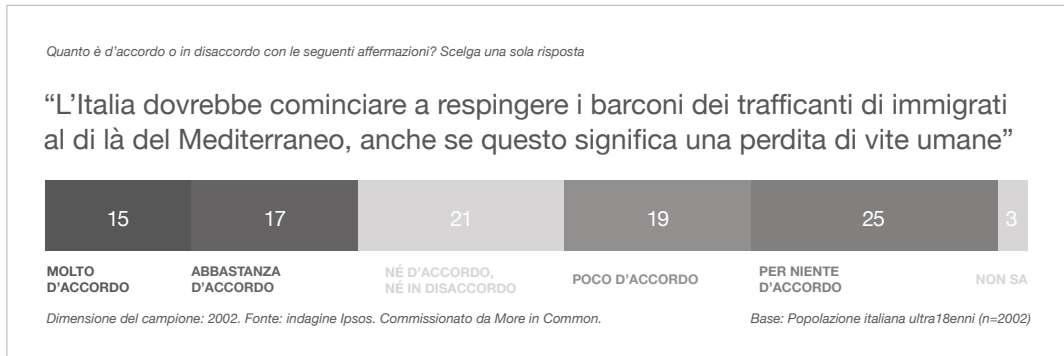 Quanto è d’accordo o in disaccordo con le seguenti affermazioni? Scelga una sola risposta
“L’Italia dovrebbe cominciare a respingere i barconi dei trafficanti di immigrati
al di là del Mediterraneo, anche se questo significa una perdita di vite umane”
15 17 21 19 25 3
MOLTO
D’ACCORDO
ABBASTANZA
D’ACCORDO
NÉ D’ACCORDO,
NÉ IN DISACCORDO
POCO D’ACCORDO
PER NIENTE
D’ACCORDO
NON SA
Dimensione del campione: 2002. Fonte: indagine Ipsos. Commissionato da More in Common.
Base: Popolazione italiana ultra18enni (n=2002)